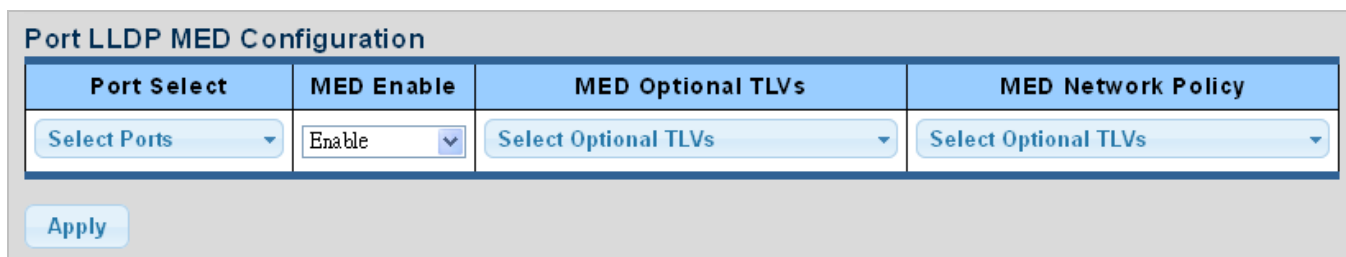 Port LLDP MED Configuration
Port Select MED Enable MED Optional TLVs MED Network Policy
Select Ports Enable Select Optional TLVs Select Optional TLVs
Apply